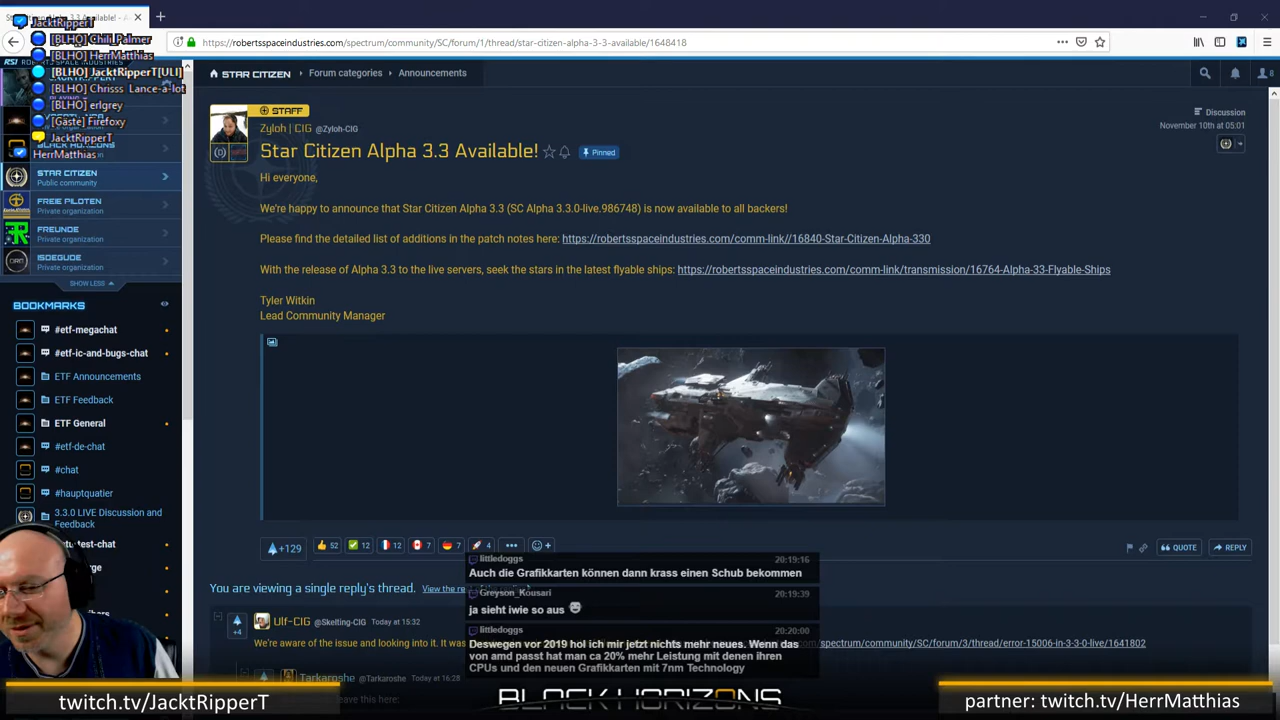 JacktRipperT
[BLHO] Chili_Palmer
[BLHO] HerrMatthias
[BLHO] JacktRipperT[ULI]
[BLHO] Chrisss_Lance-a-lot
[BLHO] erlgrey
[Gäste] Firefoxy
JacktRipperT
HerrMatthias
https://robertsspaceindustries.com/spectrum/community/SC/forum/1/thread/star-citizen-alpha-3-3-available/1648418
STAR CITIZEN
Forum categories
Announcements
8
STAR CITIZEN
Public community
FREIE PILOTEN
Private organization
FREUNDE
Private organization
ISDEGUDE
Private organization
SHOW LESS
BOOKMARKS
#etf-megachat
#etf-ic-and-bugs-chat
ETF Announcements
ETF Feedback
ETF General
#etf-de-chat
#chat
#hauptquatier
3.3.0 LIVE Discussion and
Feedback
STAFF
Zyloh | CIG @Zyloh-CIG
Discussion
November 10th at 05:01
Star Citizen Alpha 3.3 Available!
Pinned
Hi everyone,
We're happy to announce that Star Citizen Alpha 3.3 (SC Alpha 3.3.0-live.986748) is now available to all backers!
Please find the detailed list of additions in the patch notes here: https://robertsspaceindustries.com/comm-link//16840-Star-Citizen-Alpha-330
With the release of Alpha 3.3 to the live servers, seek the stars in the latest flyable ships: https://robertsspaceindustries.com/comm-link/transmission/16764-Alpha-33-Flyable-Ships
Tyler Witkin
Lead Community Manager
+129
52
12
12
7
7
4
QUOTE
REPLY
You are viewing a single reply's thread. View the
+4
Ulf-CIG @Skelting-CIG Today at 15:32
We're aware of the issue and looking into it. It was
spectrum/community/SC/forum/3/thread/error-15006-in-3-3-0-live/1641802
Tarkaroshe @Tarkaroshe Today at 16:28
leave this here:
littledoggs 20:19:16
Auch die Grafikkarten können dann krass einen Schub bekommen
Greyson_Kousari 20:19:39
ja sieht iwie so aus
littledoggs 20:20:00
Deswegen vor 2019 hol ich mir jetzt nichts mehr neues. Wenn das
von amd passt hat man ca 20% mehr Leistung mit denen ihren
CPUs und den neuen Grafikkarten mit 7nm Technology
twitch.tv/JacktRipperT
BLACK HORIZONS
partner: twitch.tv/HerrMatthias